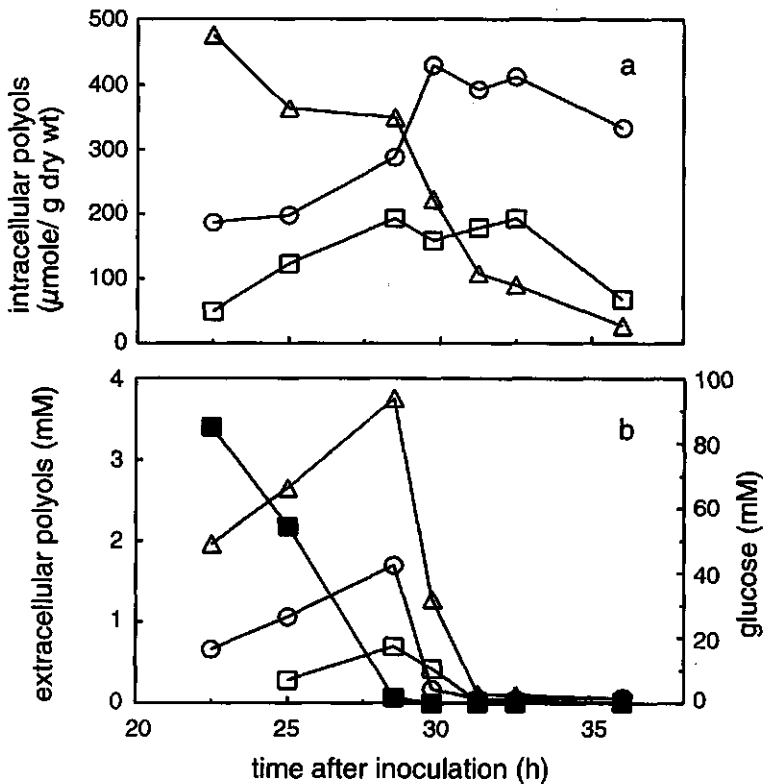 a
intracellular polyols
(µmole/ g dry wt)
500
400
300
200
100
0
b
extracellular polyols (mM)
4
3
2
1
0
glucose (mM)
100
80
60
40
20
0
20 25 30 35
time after inoculation (h)